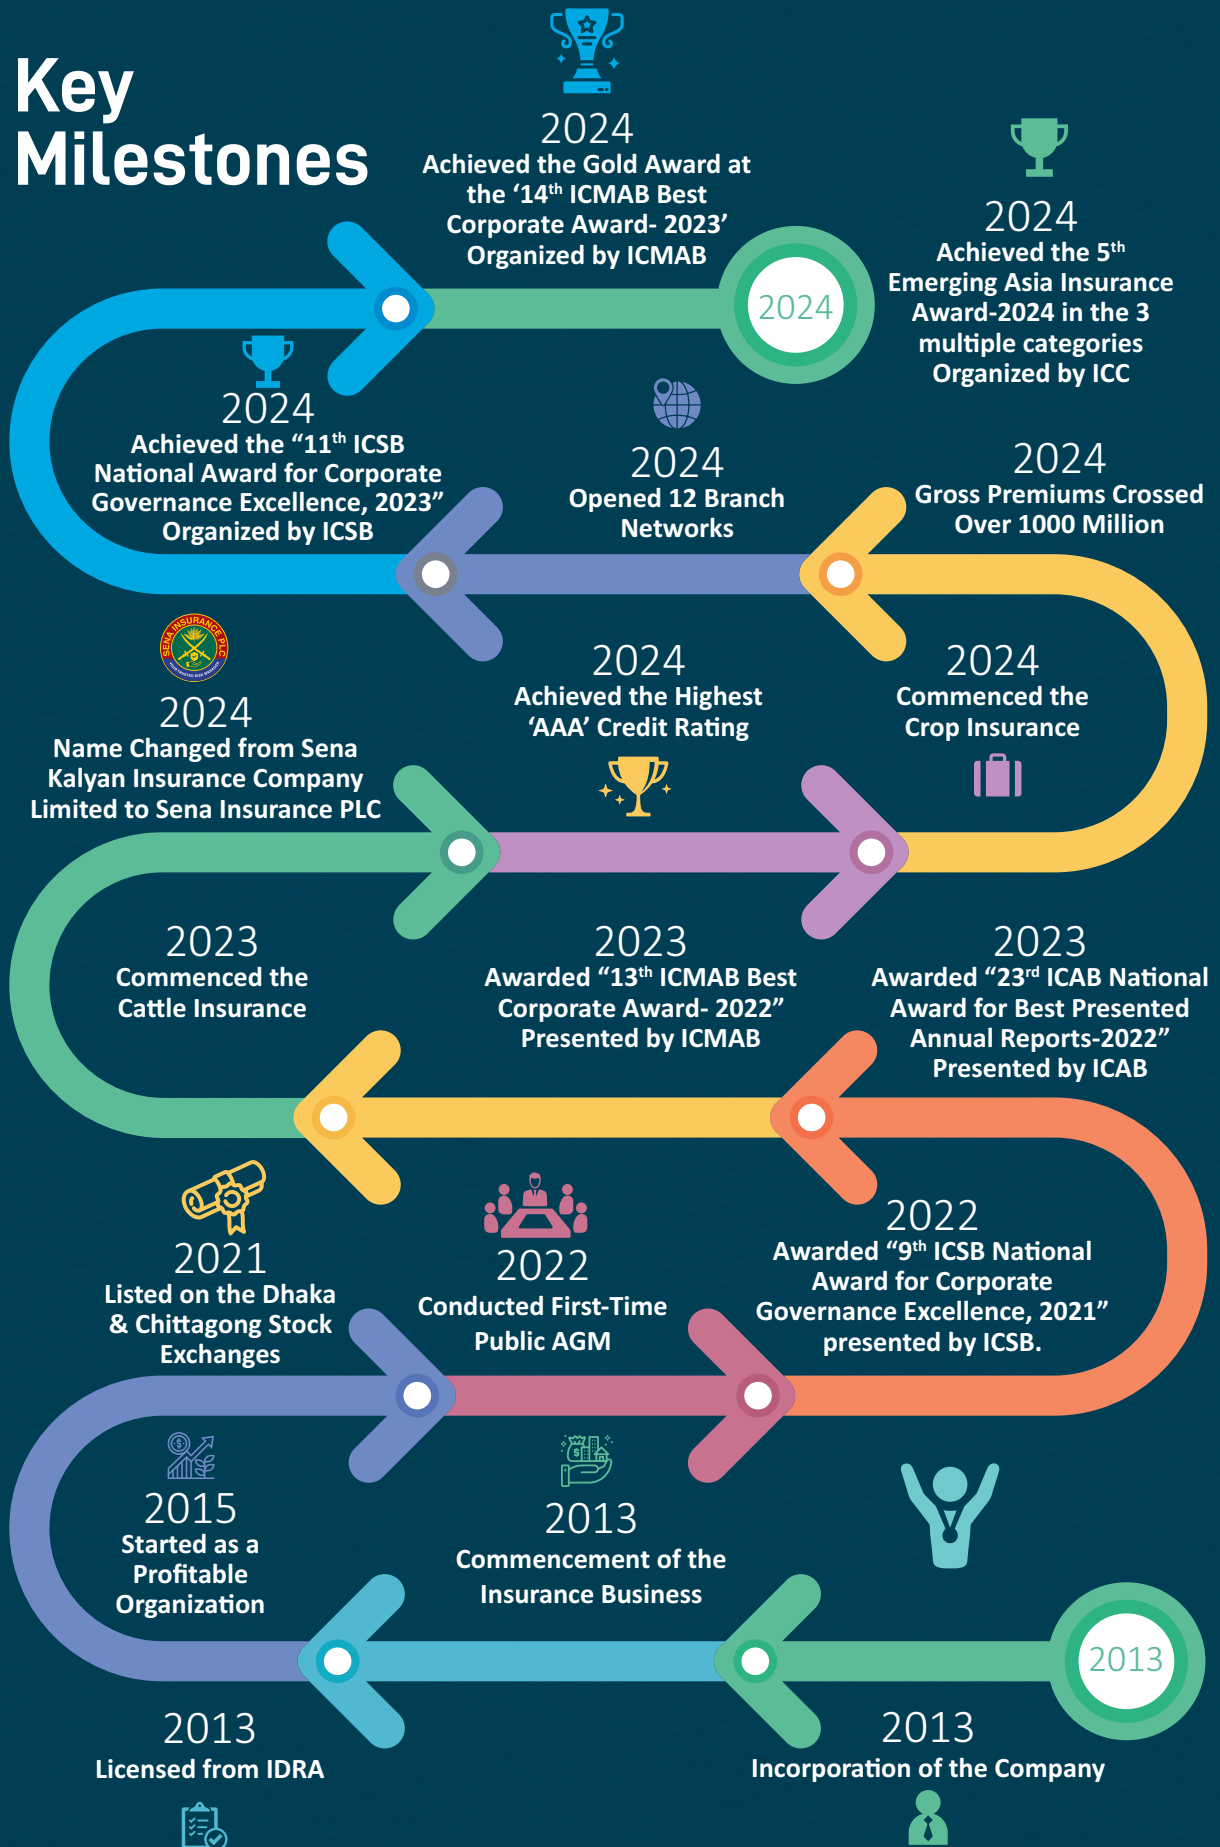 Key
Milestones
2024
Achieved the Gold Award at
the ‘14th ICMAB Best
Corporate Award- 2023’
Organized by ICMAB
2024
Achieved the 5th
Emerging Asia Insurance
Award-2024 in the 3
multiple categories
Organized by ICC
2024
2024
Achieved the “11th ICSB
National Award for Corporate
Governance Excellence, 2023”
Organized by ICSB
2024
Opened 12 Branch
Networks
2024
Gross Premiums Crossed
Over 1000 Million
SENA INSURANCE PLC
YOUR TRUSTED RISK MANAGER
2024
Name Changed from Sena
Kalyan Insurance Company
Limited to Sena Insurance PLC
2024
Achieved the Highest
‘AAA’ Credit Rating
2024
Commenced the
Crop Insurance
2023
Commenced the
Cattle Insurance
2023
Awarded “13th ICMAB Best
Corporate Award- 2022”
Presented by ICMAB
2023
Awarded “23rd ICAB National
Award for Best Presented
Annual Reports-2022”
Presented by ICAB
2021
Listed on the Dhaka
& Chittagong Stock
Exchanges
2022
Conducted First-Time
Public AGM
2022
Awarded “9th ICSB National
Award for Corporate
Governance Excellence, 2021”
presented by ICSB.
2015
Started as a
Profitable
Organization
2013
Commencement of the
Insurance Business
2013
2013
Licensed from IDRA
2013
Incorporation of the Company